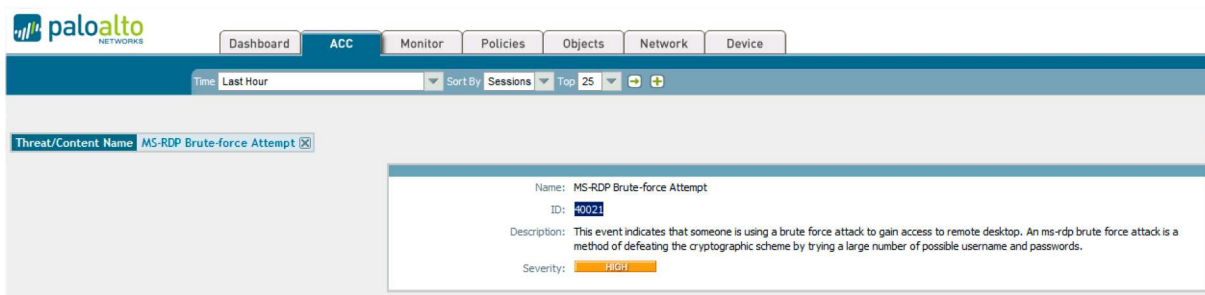 paloalto
NETWORKS
Dashboard ACC Monitor Policies Objects Network Device
Time Last Hour Sort By Sessions Top 25
Threat/Content Name MS-RDP Brute-force Attempt
Name: MS-RDP Brute-force Attempt
ID: 40021
Description: This event indicates that someone is using a brute force attack to gain access to remote desktop. An ms-rdp brute force attack is a
method of defeating the cryptographic scheme by trying a large number of possible username and passwords.
Severity: HIGH